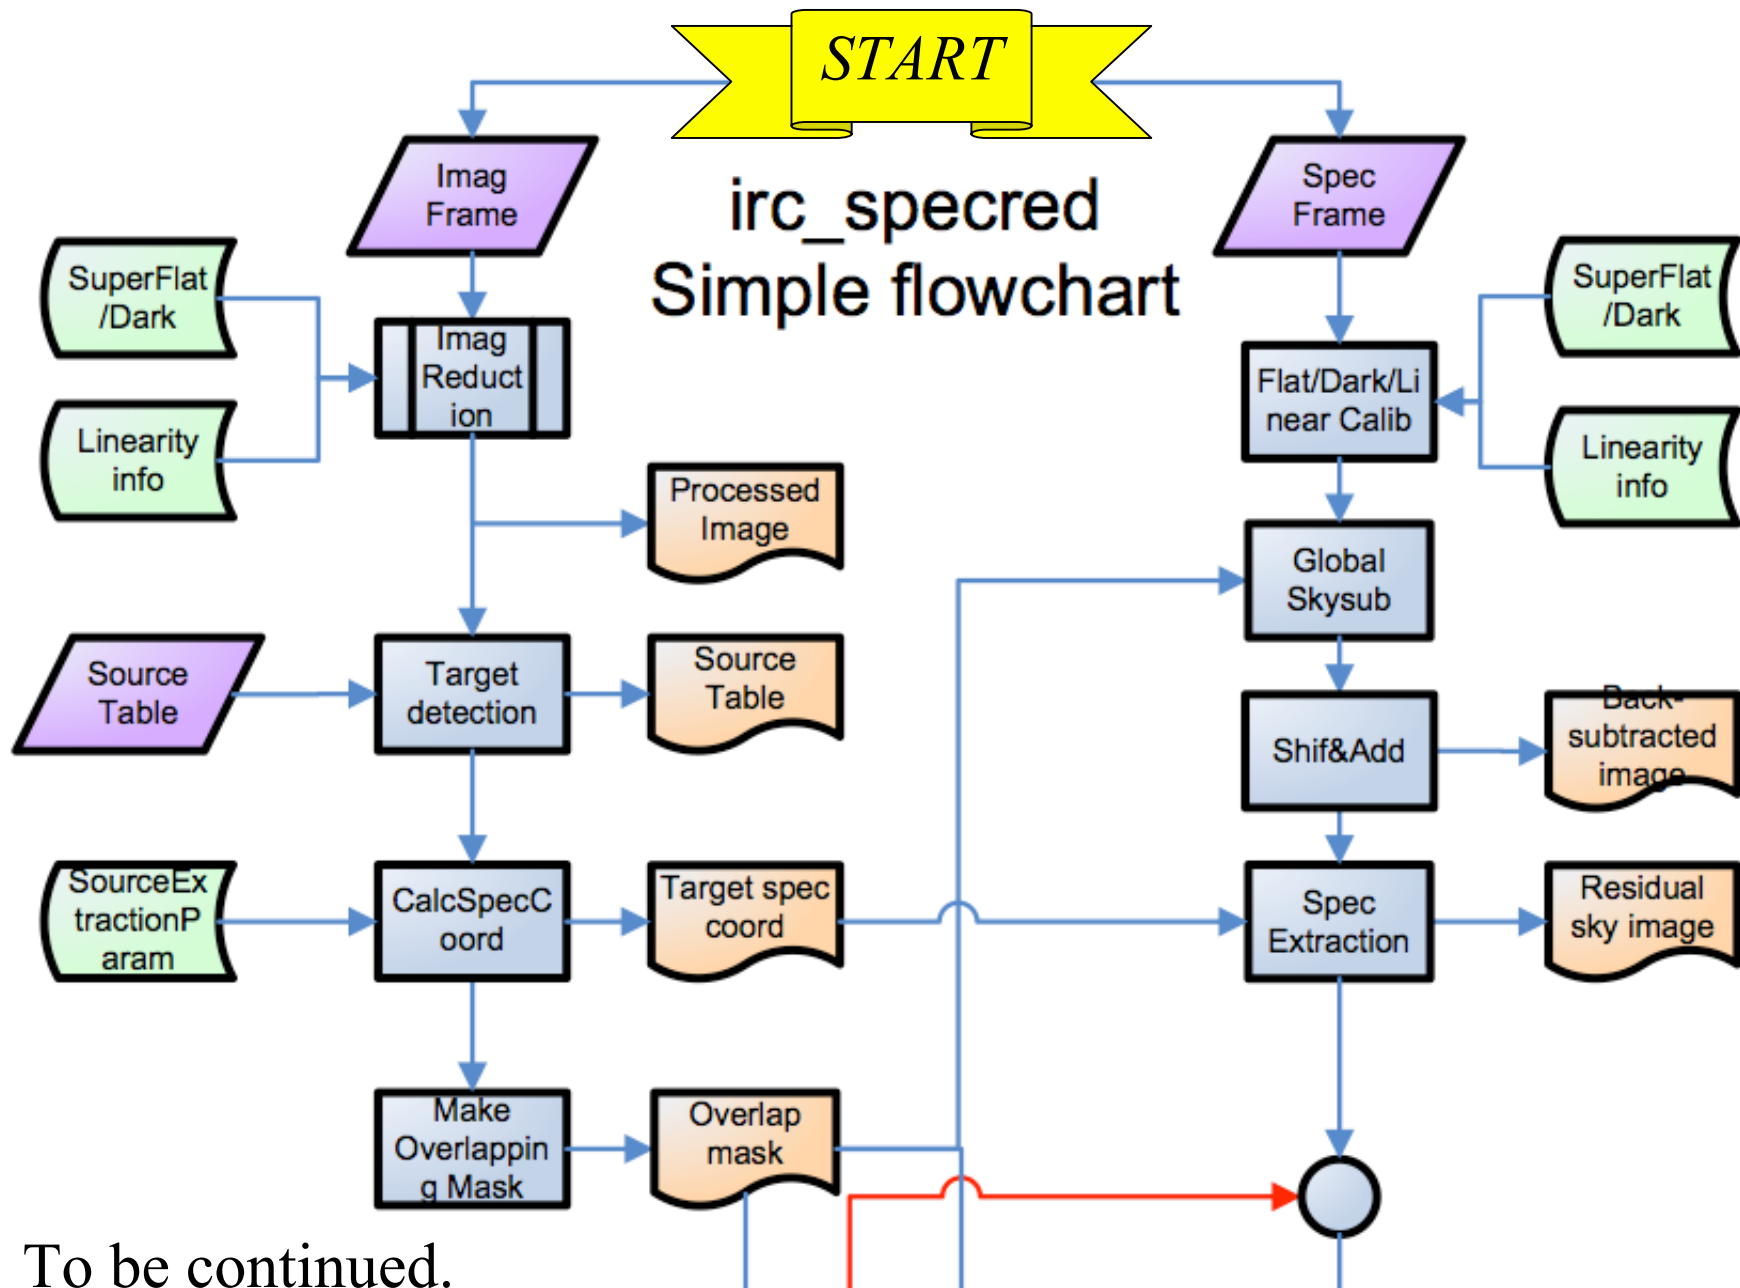 START
irc_specred
Simple flowchart
Imag
Frame
Spec
Frame
SuperFlat
/Dark
Linearity
info
Imag
Reduct
ion
Flat/Dark/Li
near Calib
SuperFlat
/Dark
Linearity
info
Processed
Image
Global
Skysub
Source
Table
Target
detection
Source
Table
Shif&Add
Back-
subtracted
image
SourceEx
tractionP
aram
CalcSpecC
oord
Target spec
coord
Spec
Extraction
Residual
sky image
Make
Overlappin
g Mask
Overlap
mask
To be continued.